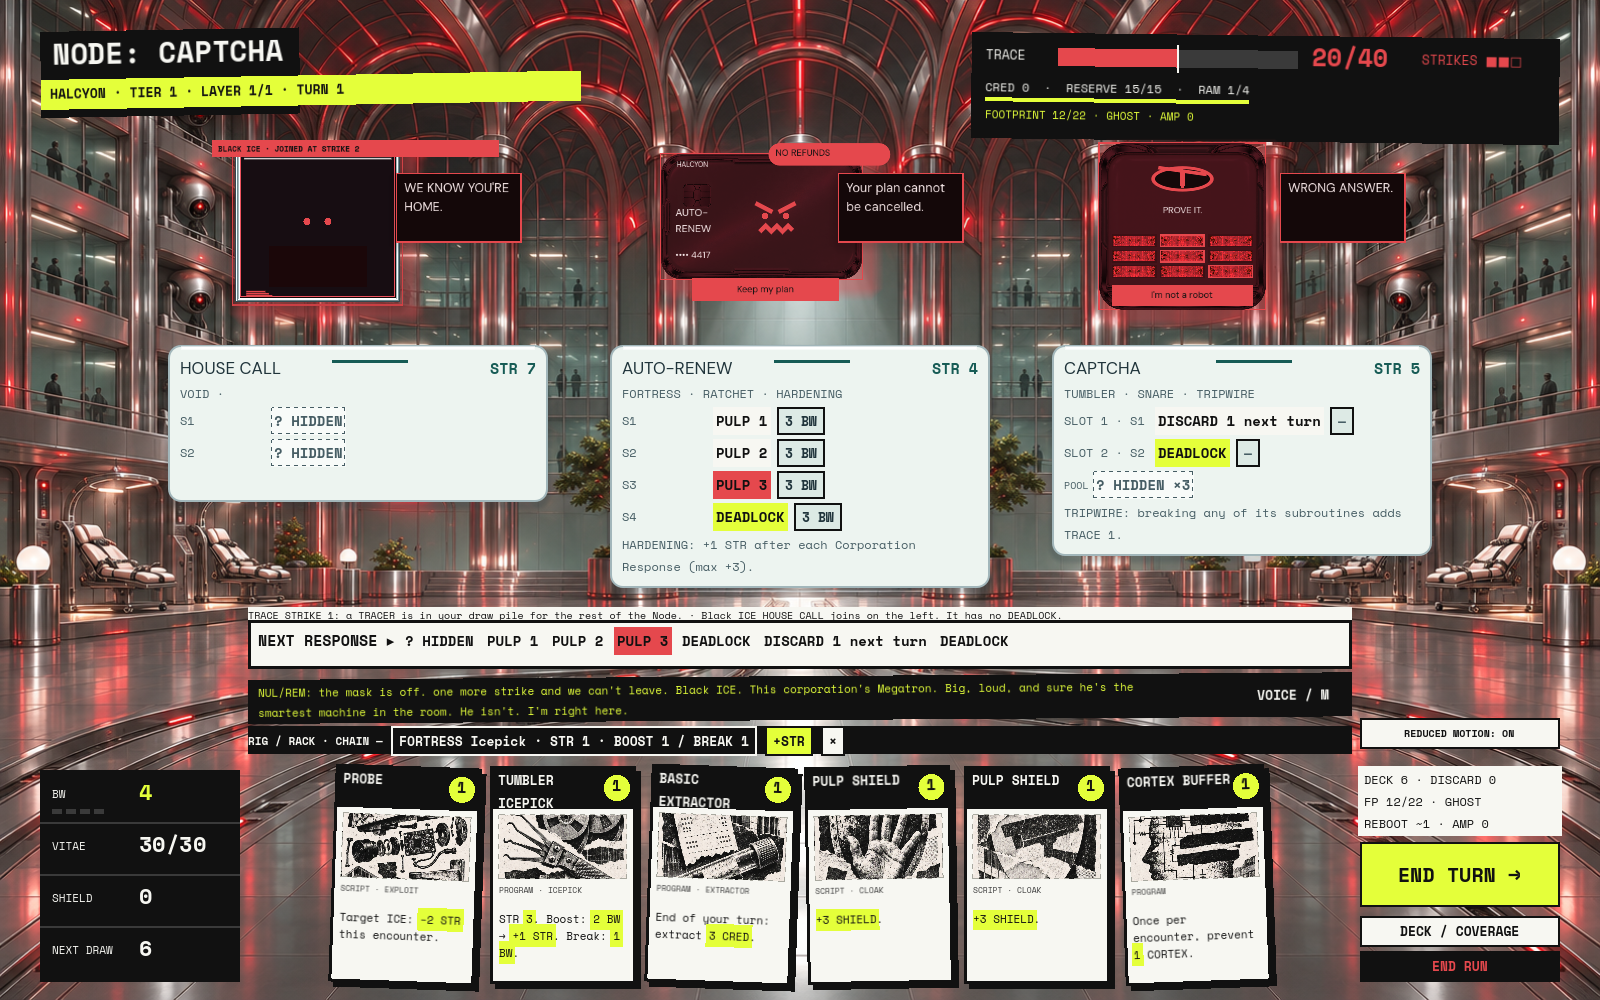 NODE: CAPTCHA
HALCYON · TIER 1 · LAYER 1/1 · TURN 1
TRACE 20/40 STRIKES ■■□
CRED 0 · RESERVE 15/15 · RAM 1/4
FOOTPRINT 12/22 · GHOST · AMP 0
BLACK ICE · JOINED AT STRIKE 2
WE KNOW YOU'RE
HOME.
HALCYON
NO REFUNDS
AUTO-
RENEW
•••• 4417
Keep my plan
Your plan cannot
be cancelled.
PROVE IT.
I'm not a robot
WRONG ANSWER.
HOUSE CALL STR 7
VOID ·
S1 ? HIDDEN
S2 ? HIDDEN
AUTO-RENEW STR 4
FORTRESS · RATCHET · HARDENING
S1 PULP 1 3 BW
S2 PULP 2 3 BW
S3 PULP 3 3 BW
S4 DEADLOCK 3 BW
HARDENING: +1 STR after each Corporation
Response (max +3).
CAPTCHA STR 5
TUMBLER · SNARE · TRIPWIRE
SLOT 1 · S1 DISCARD 1 next turn —
SLOT 2 · S2 DEADLOCK —
POOL ? HIDDEN ×3
TRIPWIRE: breaking any of its subroutines adds
TRACE 1.
TRACE STRIKE 1: a TRACER is in your draw pile for the rest of the Node. · Black ICE HOUSE CALL joins on the left. It has no DEADLOCK.
NEXT RESPONSE ▸ ? HIDDEN PULP 1 PULP 2 PULP 3 DEADLOCK DISCARD 1 next turn DEADLOCK
NUL/REM: the mask is off. one more strike and we can't leave. Black ICE. This corporation's Megatron. Big, loud, and sure he's the
smartest machine in the room. He isn't. I'm right here.
VOICE / M
RIG / RACK · CHAIN — FORTRESS Icepick · STR 1 · BOOST 1 / BREAK 1 +STR ×
REDUCED MOTION: ON
BW 4
VITAE 30/30
SHIELD 0
NEXT DRAW 6
PROBE 1
SCRIPT · EXPLOIT
Target ICE: -2 STR
this encounter.
TUMBLER
ICEPICK 1
PROGRAM · ICEPICK
STR 3. Boost: 2 BW
→ +1 STR. Break: 1
BW.
BASIC
EXTRACTOR 1
PROGRAM · EXTRACTOR
End of your turn:
extract 3 CRED.
PULP SHIELD 1
SCRIPT · CLOAK
+3 SHIELD.
PULP SHIELD 1
SCRIPT · CLOAK
+3 SHIELD.
CORTEX BUFFER 1
PROGRAM
Once per
encounter, prevent
1 CORTEX.
DECK 6 · DISCARD 0
FP 12/22 · GHOST
REBOOT ~1 · AMP 0
END TURN →
DECK / COVERAGE
END RUN